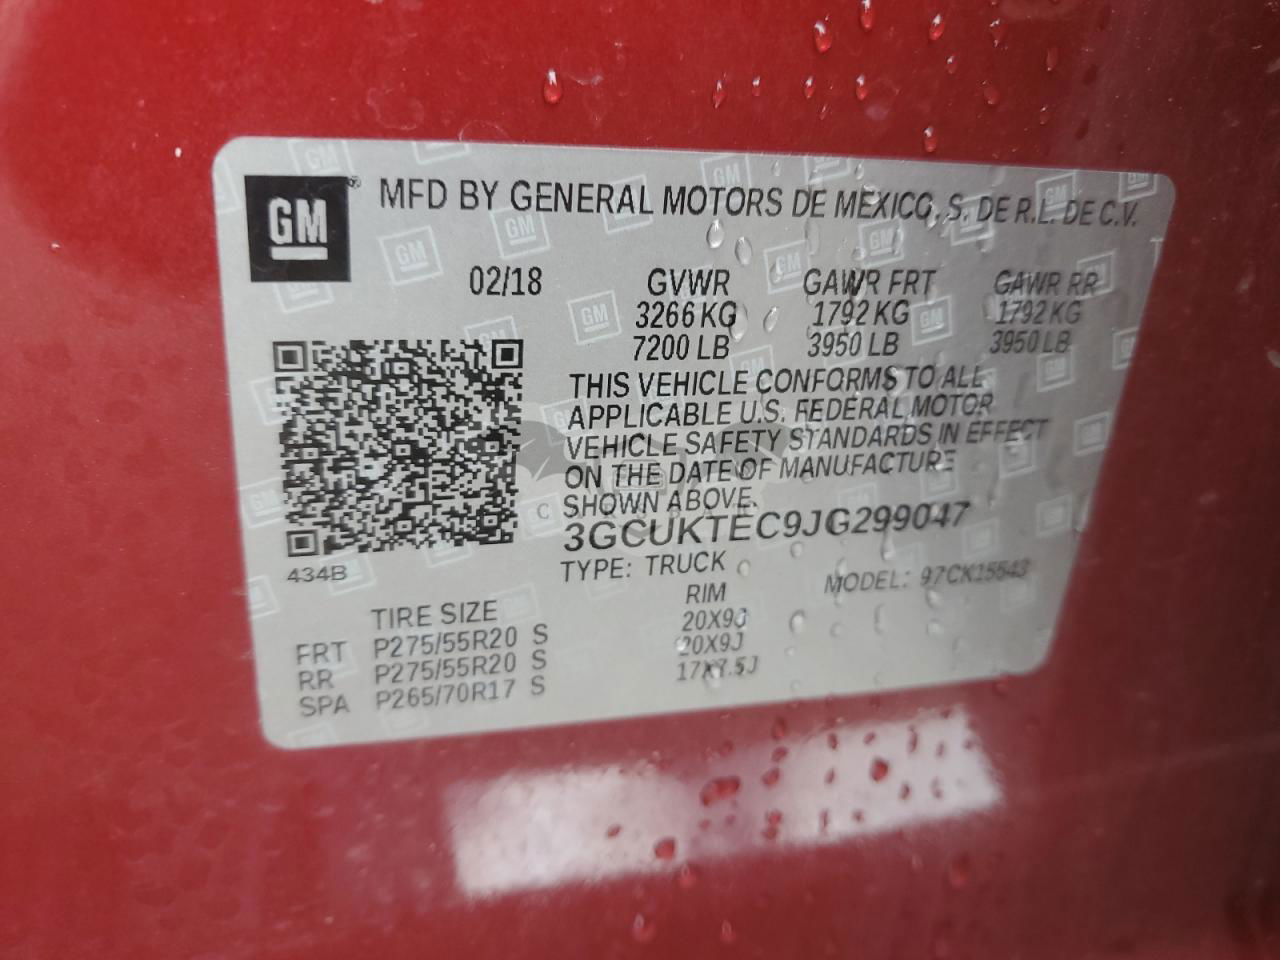 GM
MFD BY GENERAL MOTORS DE MEXICO, S. DE R.L. DE C.V.
02/18 GVWR GAWR FRT GAWR RR
3266 KG 1792 KG 1792 KG
7200 LB 3950 LB 3950 LB
THIS VEHICLE CONFORMS TO ALL
APPLICABLE U.S. FEDERAL MOTOR
VEHICLE SAFETY STANDARDS IN EFFECT
ON THE DATE OF MANUFACTURE
SHOWN ABOVE.
3GCUKTEC9JG299047
434B
TYPE: TRUCK MODEL: 97CK15543
TIRE SIZE RIM
FRT P275/55R20 S 20X9J
RR P275/55R20 S 20X9J
SPA P265/70R17 S 17X7.5J